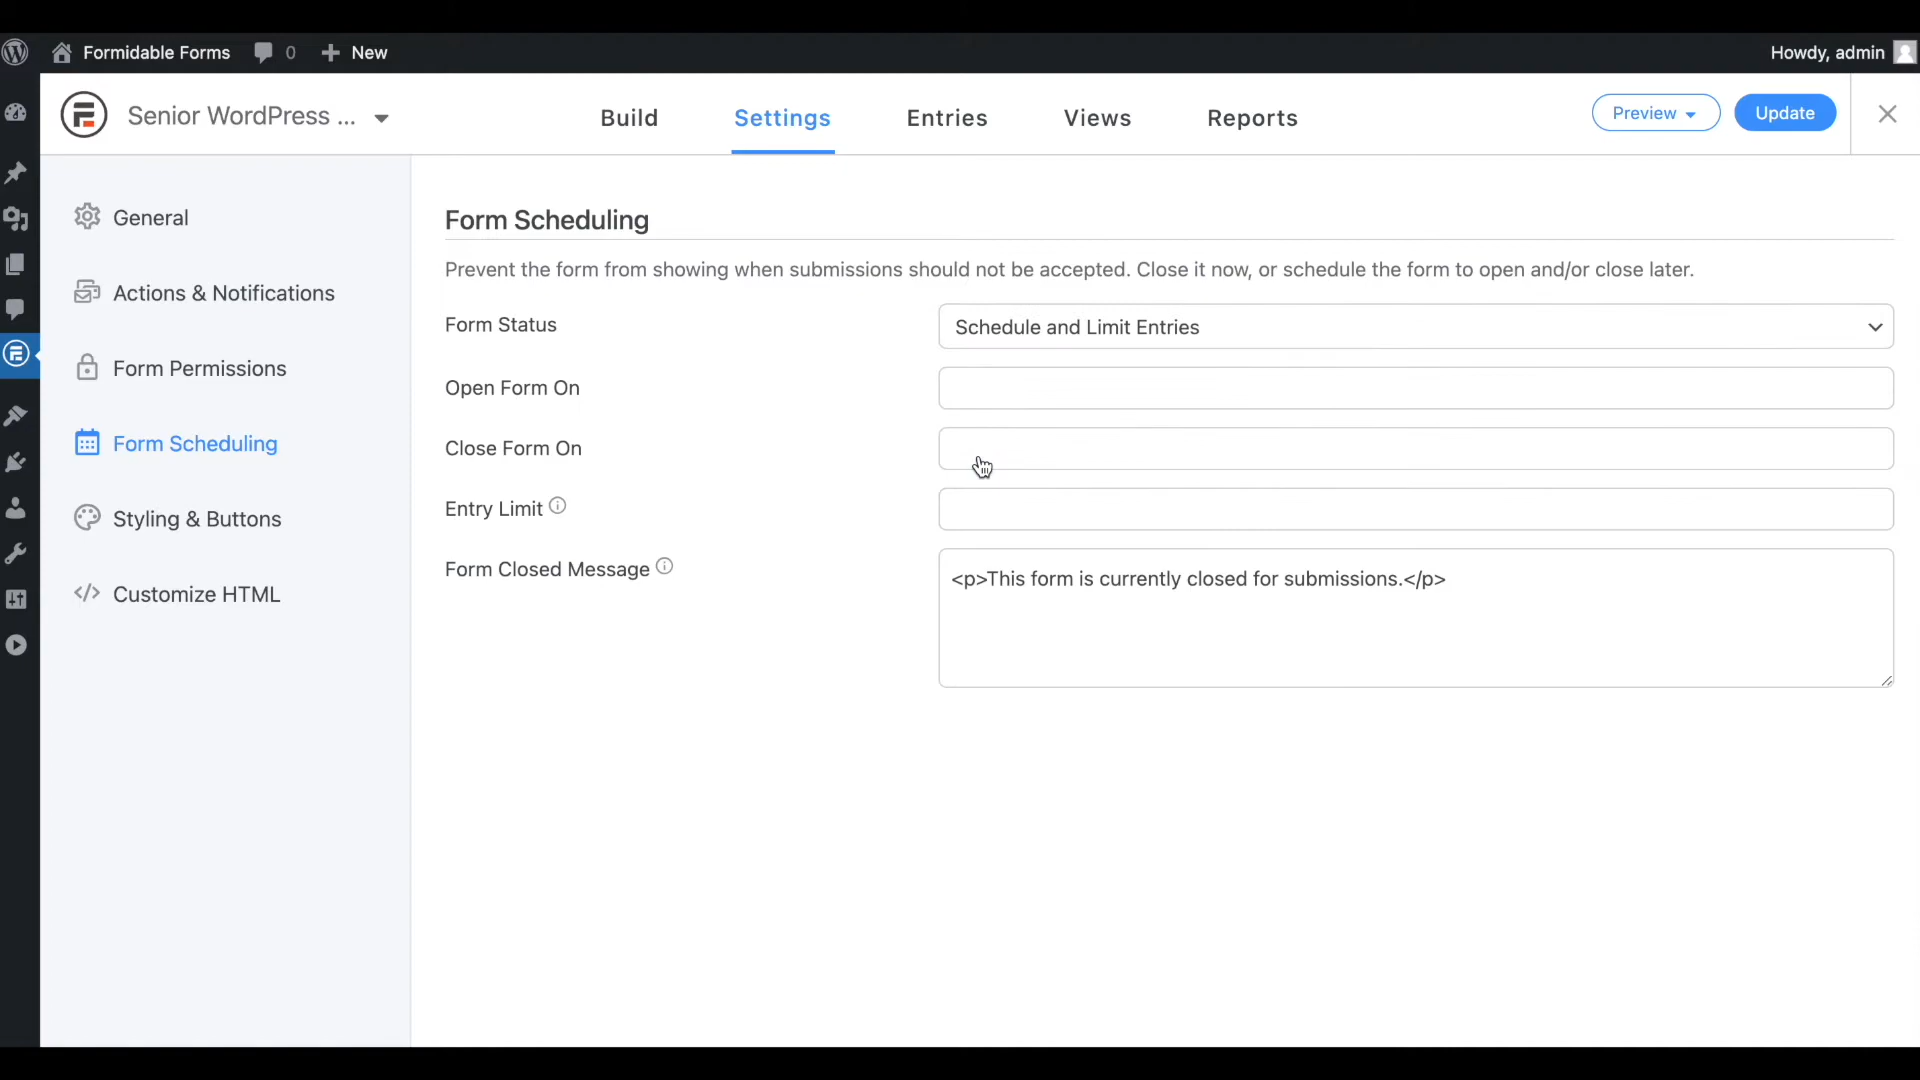 Formidable Forms 0 New Howdy, admin
Senior WordPress ... Build Settings Entries Views Reports Preview Update
General
Actions & Notifications
Form Permissions
Form Scheduling
Styling & Buttons
</> Customize HTML
Form Scheduling
Prevent the form from showing when submissions should not be accepted. Close it now, or schedule the form to open and/or close later.
Form Status Schedule and Limit Entries
Open Form On
Close Form On
Entry Limit
Form Closed Message <p>This form is currently closed for submissions.</p>